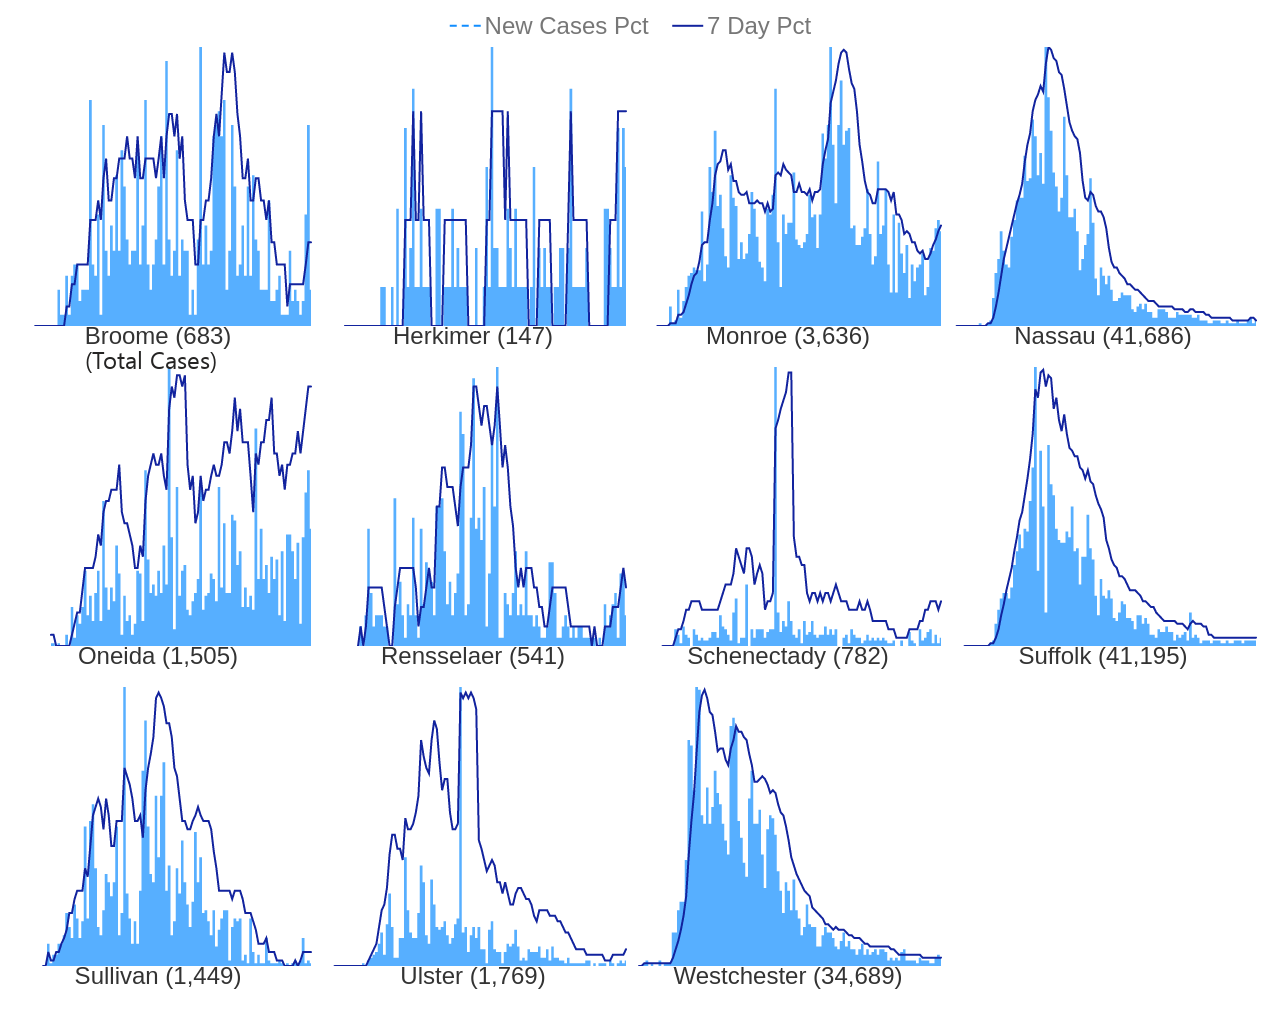 New Cases Pct 7 Day Pct
Broome (683) Herkimer (147) Monroe (3,636) Nassau (41,686)
(Total Cases)
Oneida (1,505) Rensselaer (541) Schenectady (782) Suffolk (41,195)
Sullivan (1,449) Ulster (1,769) Westchester (34,689)